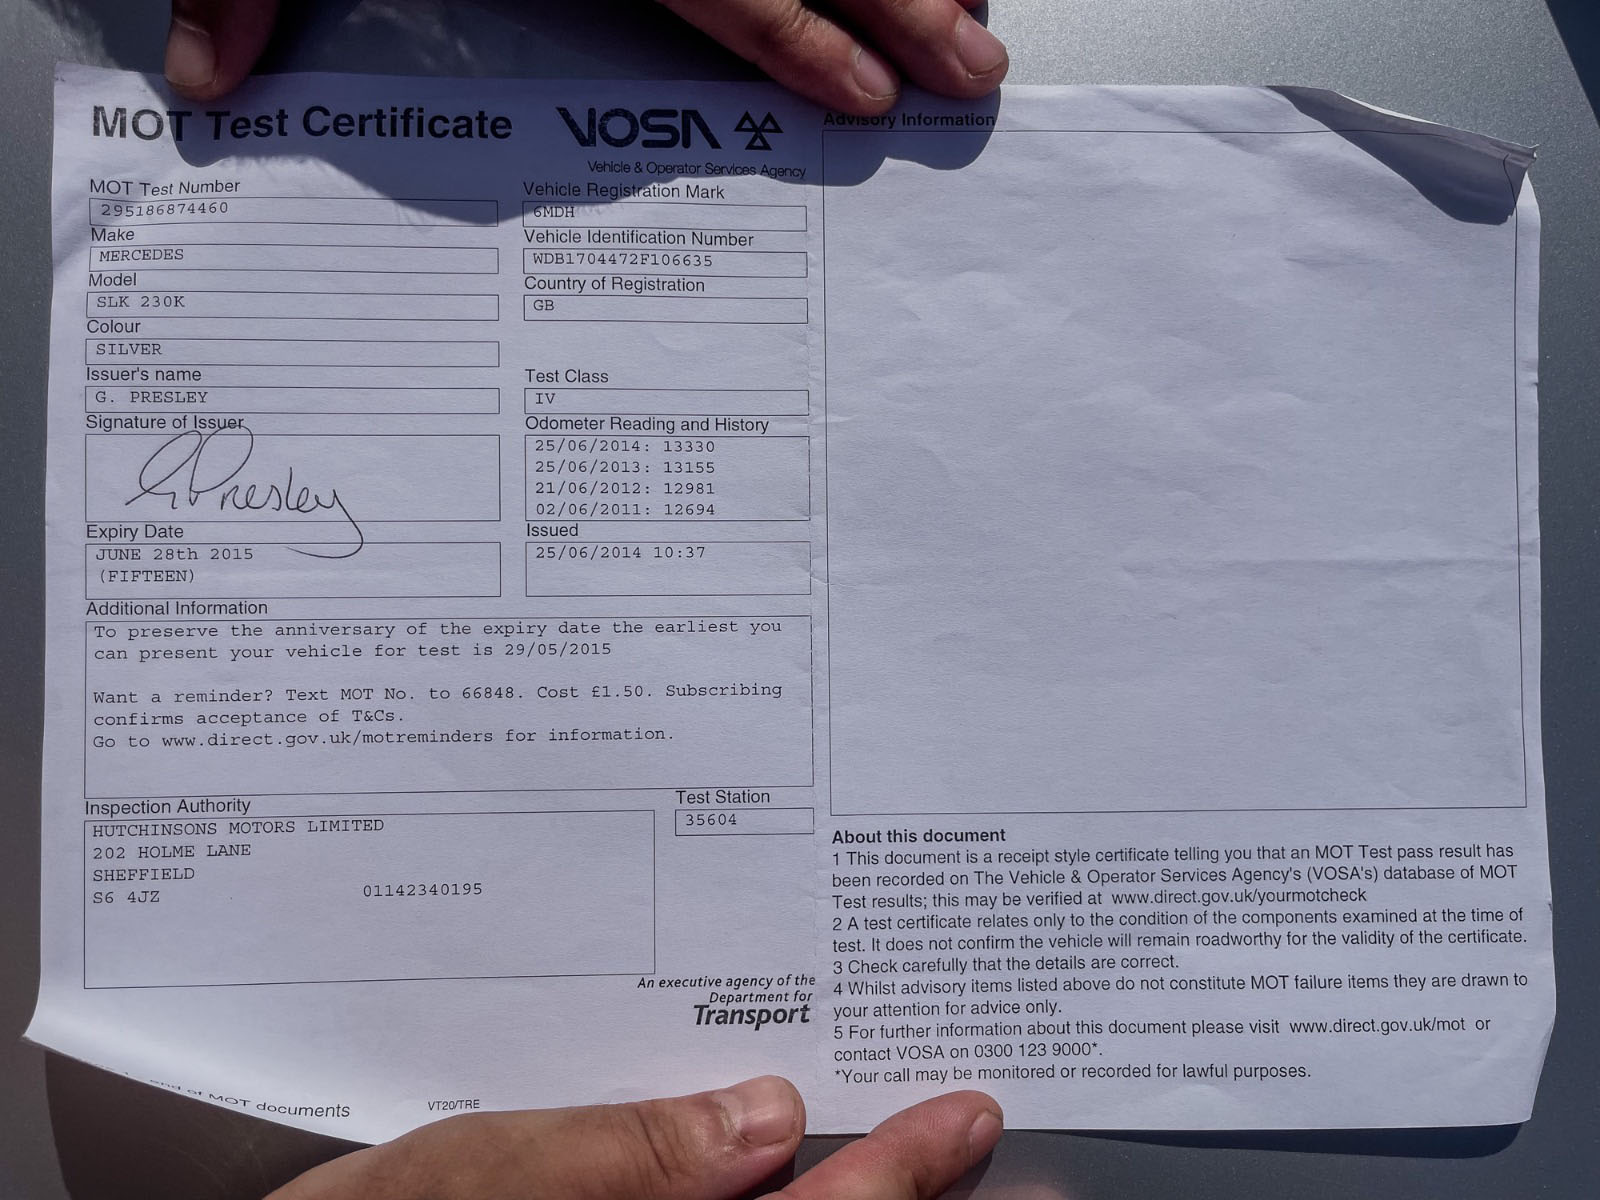 MOT Test Certificate
VOSA
Vehicle & Operator Services Agency
MOT Test Number
295186874460
Vehicle Registration Mark
6MDH
Make
MERCEDES
Vehicle Identification Number
WDB1704472F106635
Model
SLK 230K
Country of Registration
GB
Colour
SILVER
Issuer's name
G. PRESLEY
Test Class
IV
Signature of Issuer
G Presley
Odometer Reading and History
25/06/2014: 13330
25/06/2013: 13155
21/06/2012: 12981
02/06/2011: 12694
Expiry Date
JUNE 28th 2015
(FIFTEEN)
Issued
25/06/2014 10:37
Additional Information
To preserve the anniversary of the expiry date the earliest you
can present your vehicle for test is 29/05/2015
Want a reminder? Text MOT No. to 66848. Cost £1.50. Subscribing
confirms acceptance of T&Cs.
Go to www.direct.gov.uk/motreminders for information.
Inspection Authority
HUTCHINSONS MOTORS LIMITED
202 HOLME LANE
SHEFFIELD
S6 4JZ 01142340195
Test Station
35604
An executive agency of the
Department for
Transport
end of MOT documents
VT20/TRE
Advisory Information
About this document
1 This document is a receipt style certificate telling you that an MOT Test pass result has
been recorded on The Vehicle & Operator Services Agency's (VOSA's) database of MOT
Test results; this may be verified at www.direct.gov.uk/yourmotcheck
2 A test certificate relates only to the condition of the components examined at the time of
test. It does not confirm the vehicle will remain roadworthy for the validity of the certificate.
3 Check carefully that the details are correct.
4 Whilst advisory items listed above do not constitute MOT failure items they are drawn to
your attention for advice only.
5 For further information about this document please visit www.direct.gov.uk/mot or
contact VOSA on 0300 123 9000*.
*Your call may be monitored or recorded for lawful purposes.